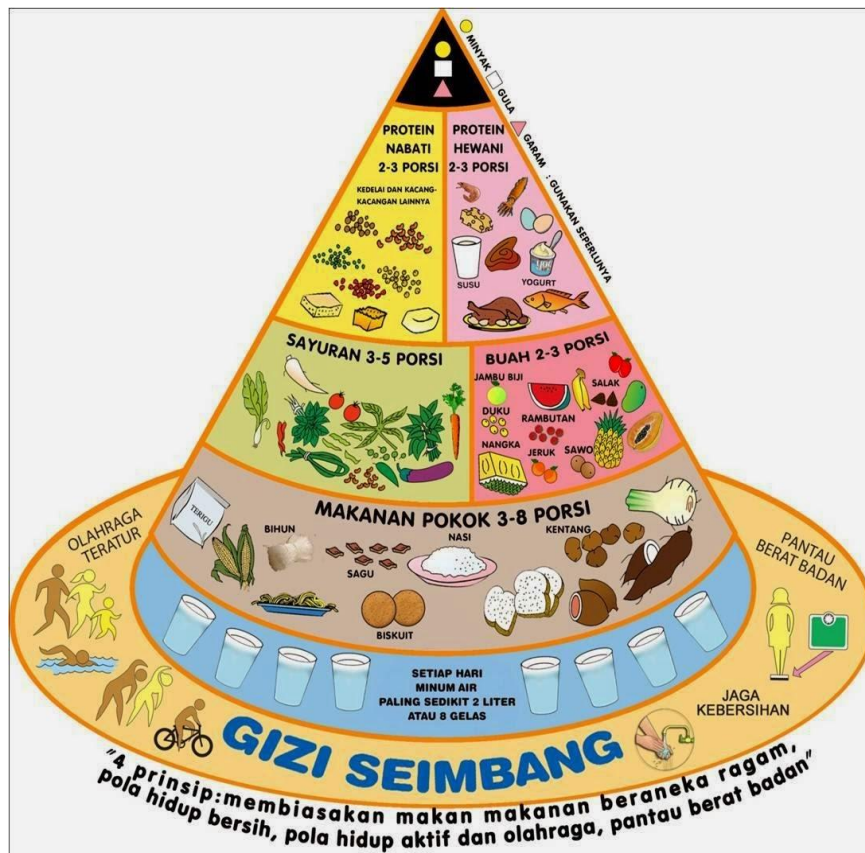 MINYAK
GULA
GARAM : GUNAKAN SEPERLUNYA
PROTEIN
NABATI
2-3 PORSI
KEDELAI DAN KACANG-
KACANGAN LAINNYA
PROTEIN
HEWANI
2-3 PORSI
SUSU
YOGURT
SAYURAN 3-5 PORSI
BUAH 2-3 PORSI
JAMBU BIJI
SALAK
DUKU
RAMBUTAN
NANGKA
JERUK
SAWO
MAKANAN POKOK 3-8 PORSI
TERIGU
BIHUN
SAGU
NASI
KENTANG
BISKUIT
OLAHRAGA
TERATUR
PANTAU
BERAT BADAN
SETIAP HARI
MINUM AIR
PALING SEDIKIT 2 LITER
ATAU 8 GELAS
JAGA
KEBERSIHAN
GIZI SEIMBANG
"4 prinsip:membiasakan makan makanan beraneka ragam,
pola hidup bersih, pola hidup aktif dan olahraga, pantau berat badan"